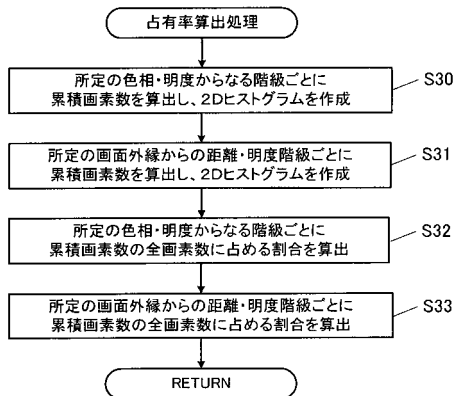 占有率算出処理
所定の色相・明度からなる階級ごとに
累積画素数を算出し、2Dヒストグラムを作成
S30
所定の画面外縁からの距離・明度階級ごとに
累積画素数を算出し、2Dヒストグラムを作成
S31
所定の色相・明度からなる階級ごとに
累積画素数の全画素数に占める割合を算出
S32
所定の画面外縁からの距離・明度階級ごとに
累積画素数の全画素数に占める割合を算出
S33
RETURN